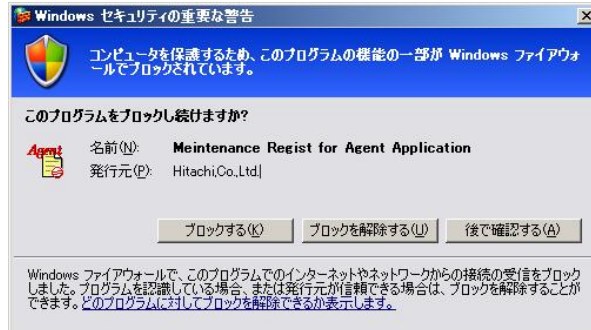 Windows セキュリティの重要な警告
コンピュータを保護するため、このプログラムの機能の一部が Windows ファイアウォ
ールでブロックされています。
このプログラムをブロックし続けますか?
Agent
名前(N): Meintenance Regist for Agent Application
発行元(P): Hitachi,Co.,Ltd.
ブロックする(K) ブロックを解除する(U) 後で確認する(A)
Windows ファイアウォールで、このプログラムでのインターネットやネットワークからの接続の受信をブロック
しました。プログラムを認識している場合、または発行元が信頼できる場合は、ブロックを解除することが
できます。どのプログラムに対してブロックを解除できるか表示します。